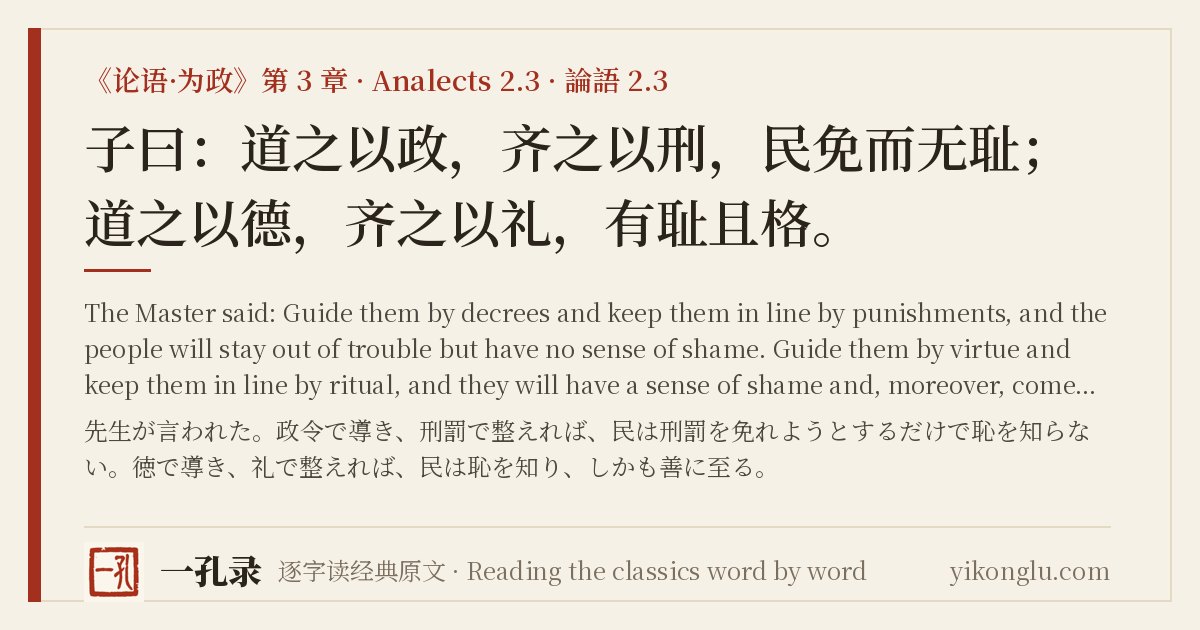 《论语·为政》第 3 章 · Analects 2.3 · 論語 2.3
子曰：道之以政，齐之以刑，民免而无耻；
道之以德，齐之以礼，有耻且格。
The Master said: Guide them by decrees and keep them in line by punishments, and the
people will stay out of trouble but have no sense of shame. Guide them by virtue and
keep them in line by ritual, and they will have a sense of shame and, moreover, come…
先生が言われた。政令で導き、刑罰で整えれば、民は刑罰を免れようとするだけで恥を知らな
い。徳で導き、礼で整えれば、民は恥を知り、しかも善に至る。
一孔
一孔录 逐字读经典原文 · Reading the classics word by word yikonglu.com